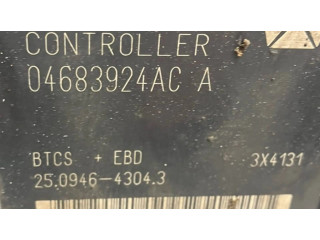 CONTROLLER
04683924AC A
BTCS + EBD 3X4131
25.0946-4304.3